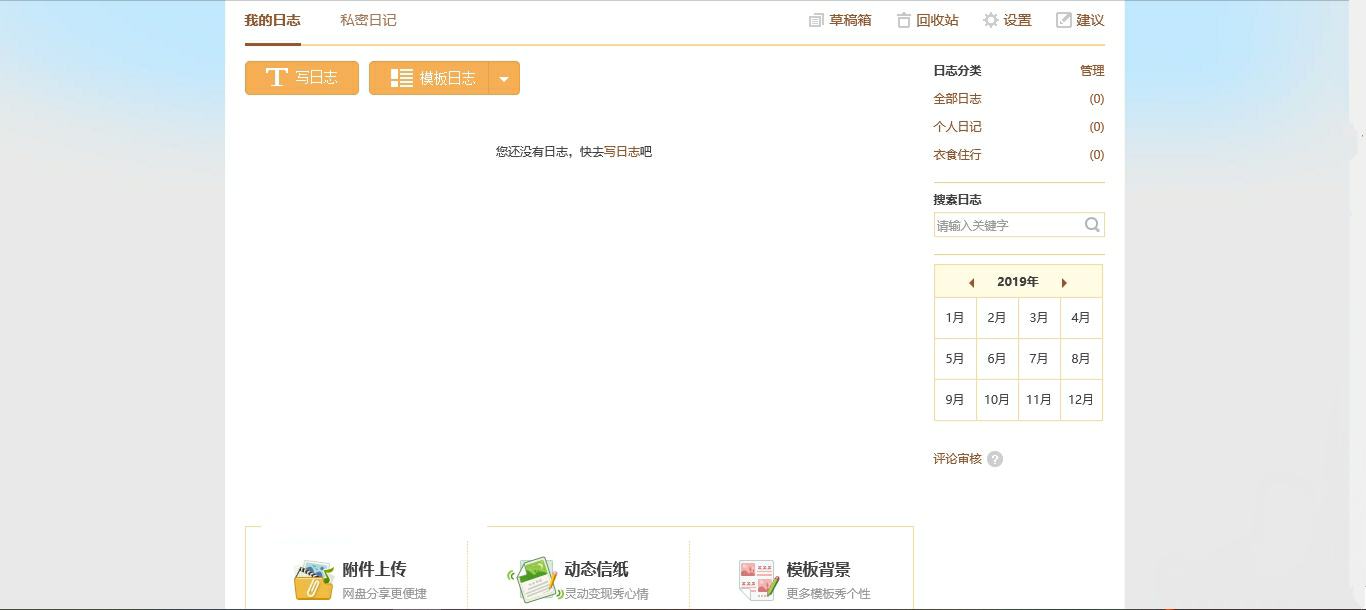 我的日志 私密日记 草稿箱 回收站 设置 建议
写日志 模板日志
您还没有日志，快去写日志吧
日志分类 管理
全部日志 (0)
个人日记 (0)
衣食住行 (0)
搜索日志
请输入关键字
2019年
1月 2月 3月 4月
5月 6月 7月 8月
9月 10月 11月 12月
评论审核 ?
附件上传 动态信纸 模板背景
网盘分享更便捷 灵动变现秀心情 更多模板秀个性